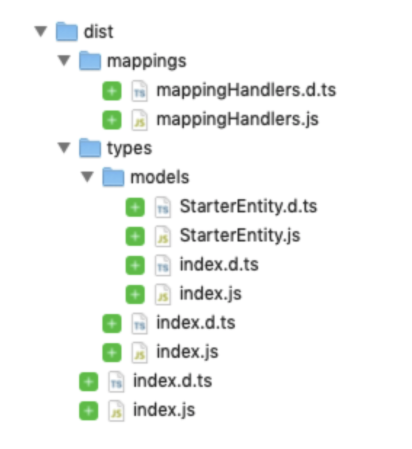 dist
mappings
TS mappingHandlers.d.ts
JS mappingHandlers.js
types
models
TS StarterEntity.d.ts
JS StarterEntity.js
TS index.d.ts
JS index.js
TS index.d.ts
JS index.js
TS index.d.ts
JS index.js